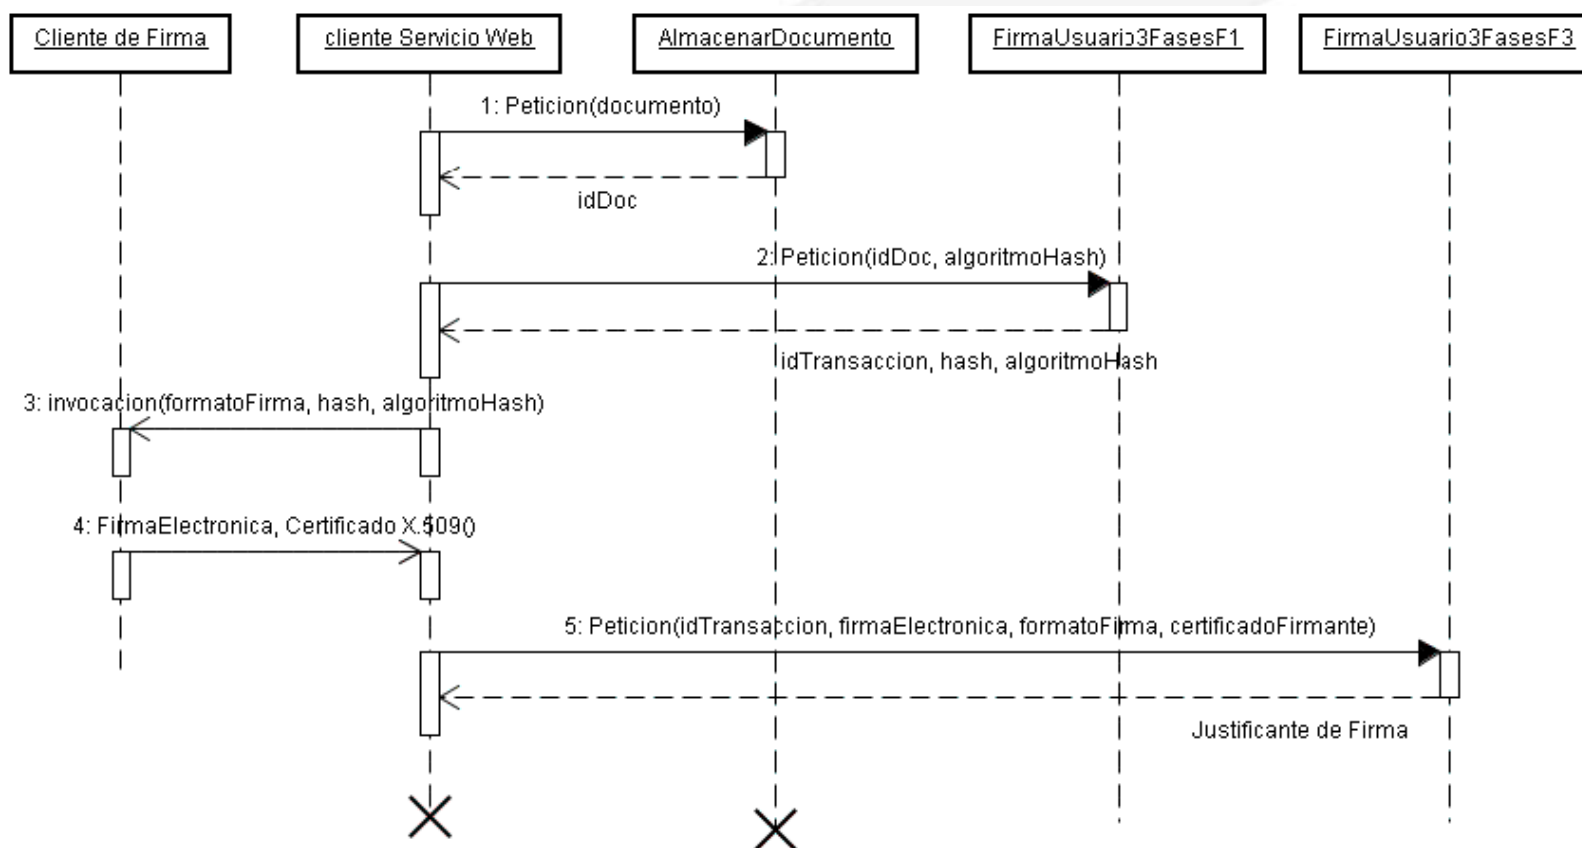 Cliente de Firma
cliente Servicio Web
AlmacenarDocumento
FirmaUsuario3FasesF1
FirmaUsuario3FasesF3
1: Peticion(documento)
idDoc
2: Peticion(idDoc, algoritmoHash)
idTransaccion, hash, algoritmoHash
3: invocacion(formatoFirma, hash, algoritmoHash)
4: FirmaElectronica, Certificado X.509()
5: Peticion(idTransaccion, firmaElectronica, formatoFirma, certificadoFirmante)
Justificante de Firma